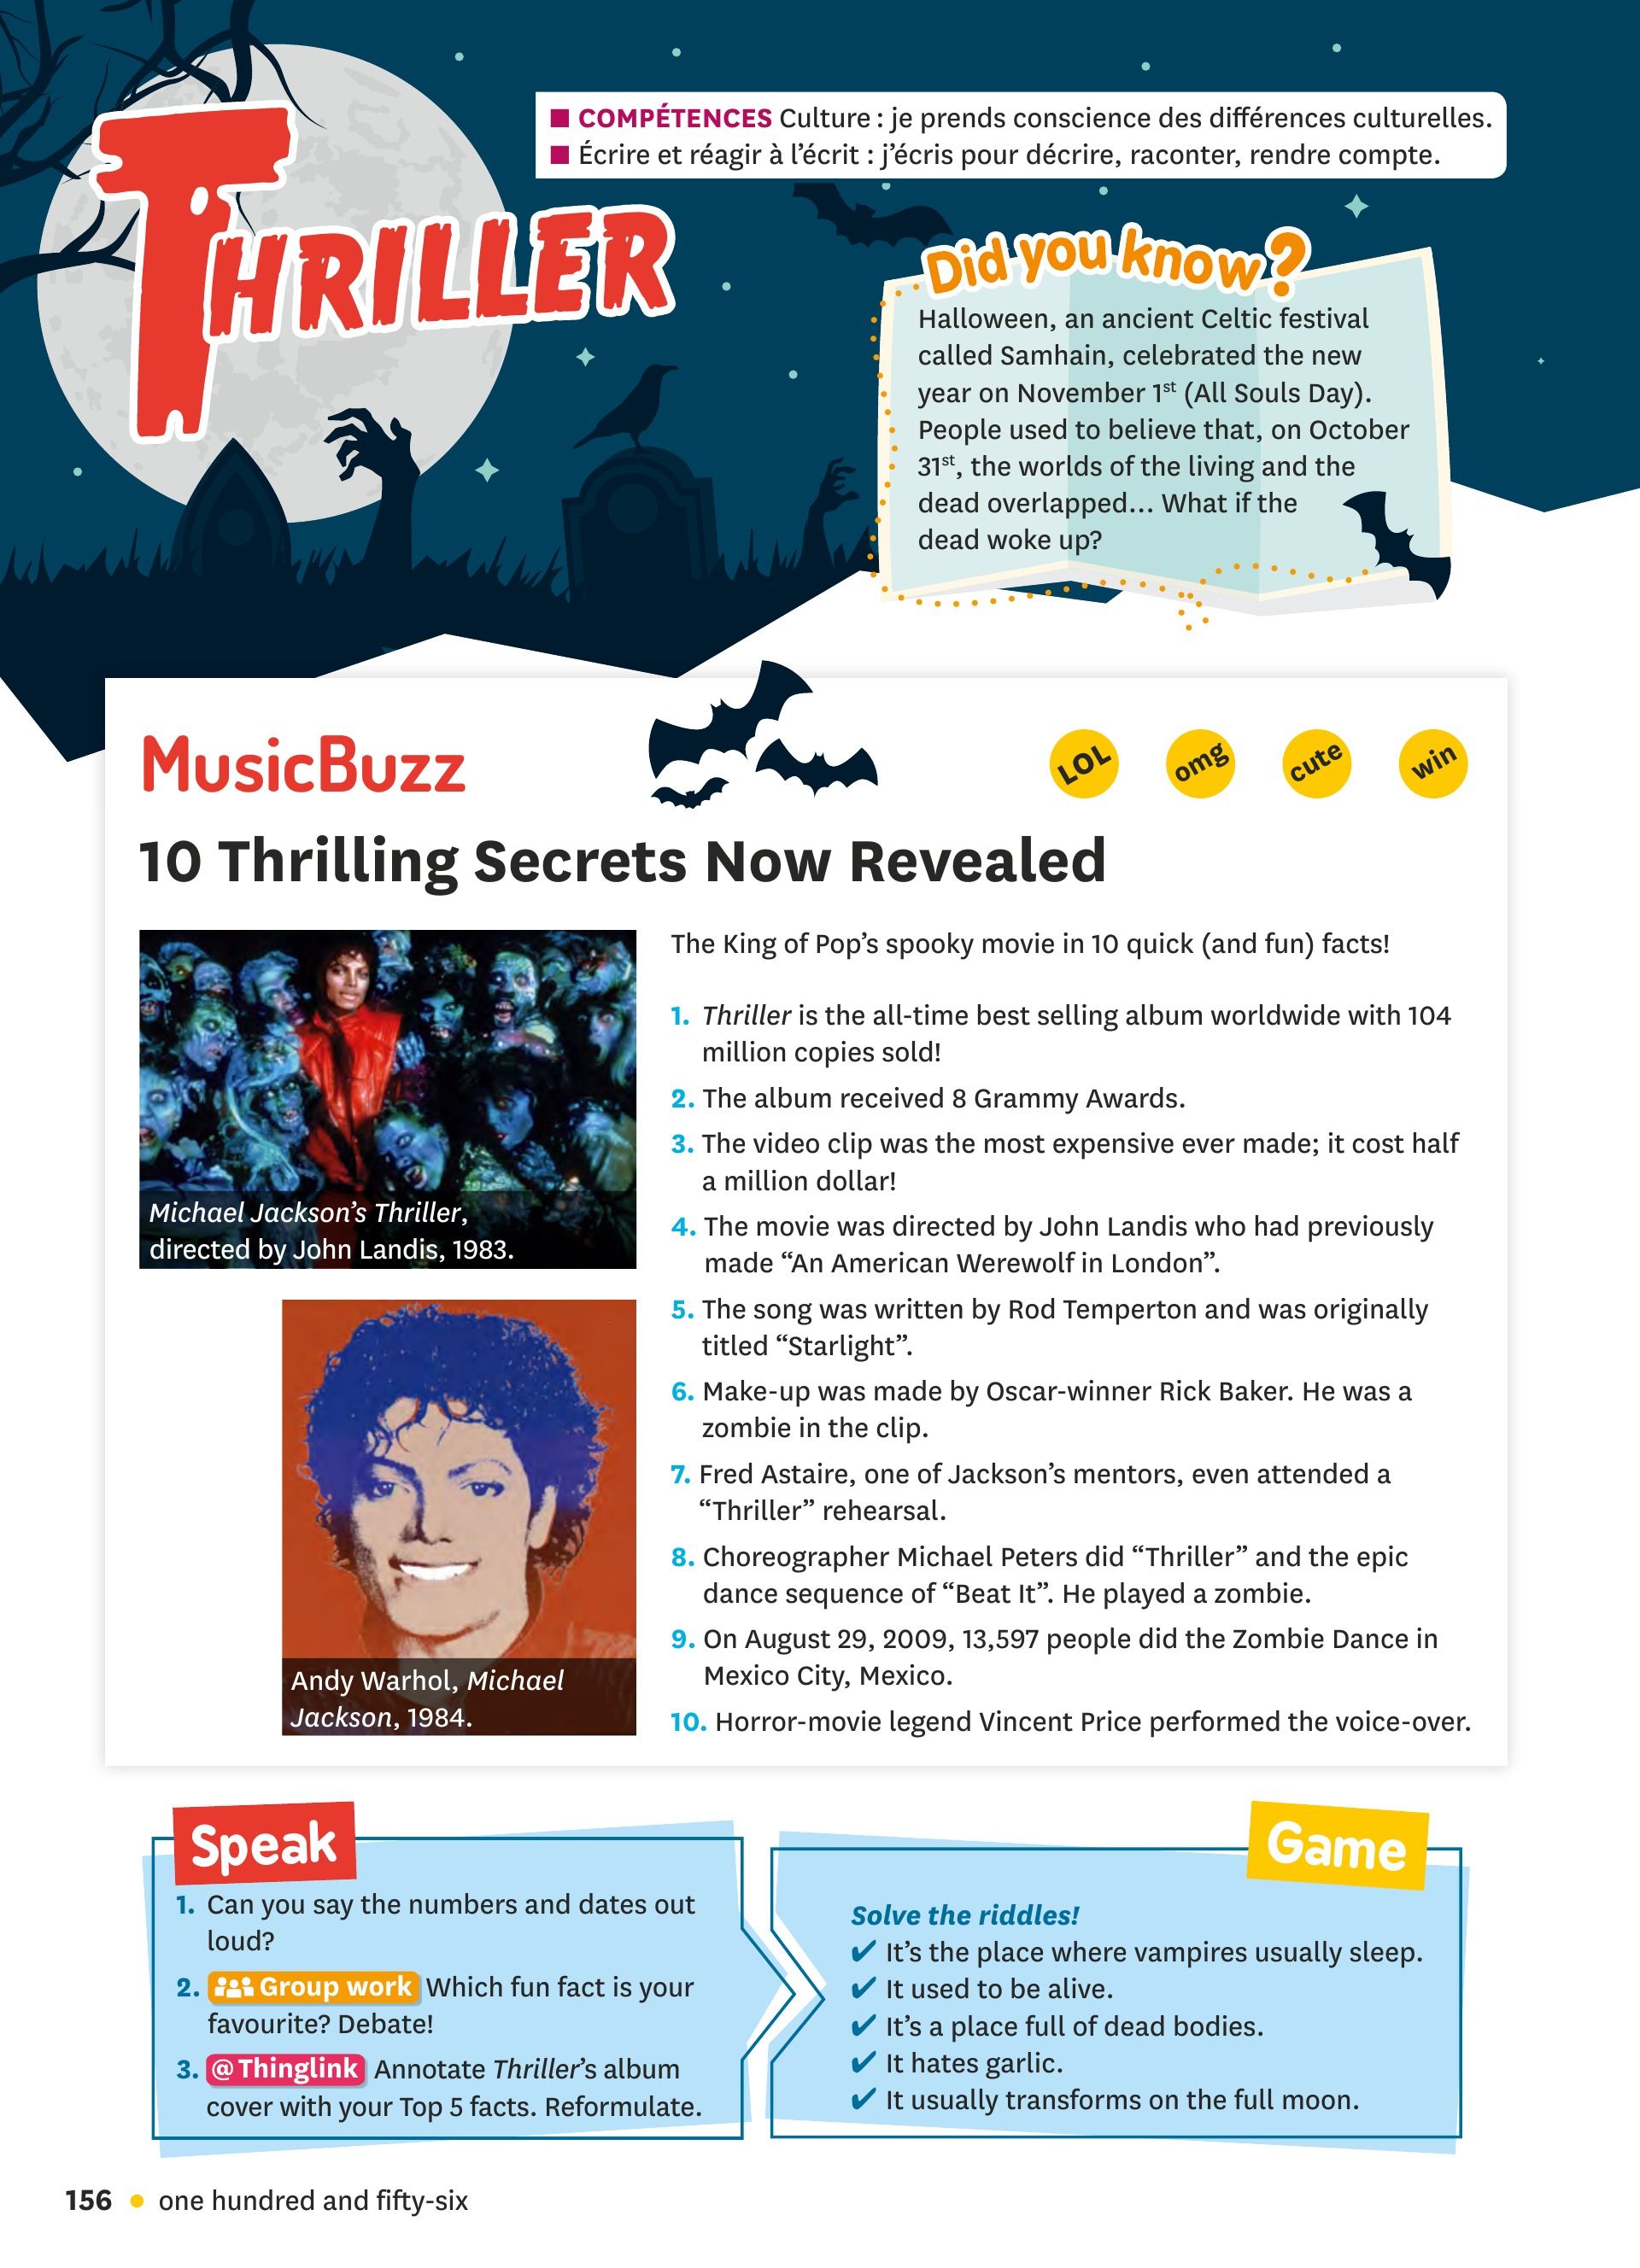 THRILLER
■ COMPÉTENCES Culture : je prends conscience des différences culturelles.
■ Écrire et réagir à l’écrit : j’écris pour décrire, raconter, rendre compte.
Did you know?
Halloween, an ancient Celtic festival
called Samhain, celebrated the new
year on November 1st (All Souls Day).
People used to believe that, on October
31st, the worlds of the living and the
dead overlapped... What if the
dead woke up?
MusicBuzz
LOL
omg
cute
win
10 Thrilling Secrets Now Revealed
Michael Jackson’s Thriller,
directed by John Landis, 1983.
Andy Warhol, Michael
Jackson, 1984.
The King of Pop’s spooky movie in 10 quick (and fun) facts!
1. Thriller is the all-time best selling album worldwide with 104
million copies sold!
2. The album received 8 Grammy Awards.
3. The video clip was the most expensive ever made; it cost half
a million dollar!
4. The movie was directed by John Landis who had previously
made “An American Werewolf in London”.
5. The song was written by Rod Temperton and was originally
titled “Starlight”.
6. Make-up was made by Oscar-winner Rick Baker. He was a
zombie in the clip.
7. Fred Astaire, one of Jackson’s mentors, even attended a
“Thriller” rehearsal.
8. Choreographer Michael Peters did “Thriller” and the epic
dance sequence of “Beat It”. He played a zombie.
9. On August 29, 2009, 13,597 people did the Zombie Dance in
Mexico City, Mexico.
10. Horror-movie legend Vincent Price performed the voice-over.
Speak
1. Can you say the numbers and dates out
loud?
2. Group work Which fun fact is your
favourite? Debate!
3. @ Thinglink Annotate Thriller’s album
cover with your Top 5 facts. Reformulate.
Game
Solve the riddles!
✔ It’s the place where vampires usually sleep.
✔ It used to be alive.
✔ It’s a place full of dead bodies.
✔ It hates garlic.
✔ It usually transforms on the full moon.
156 • one hundred and fifty-six